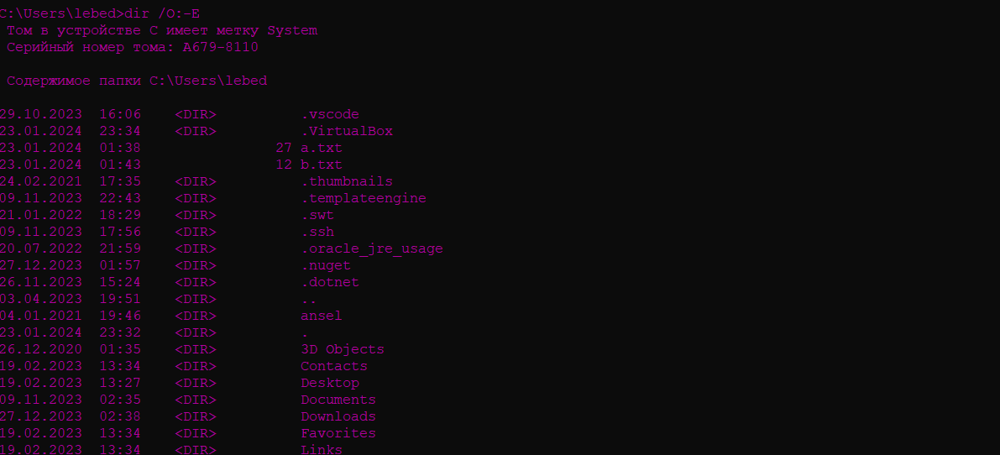 C:\Users\lebed>dir /O:-E
Том в устройстве C имеет метку System
Серийный номер тома: A679-8110
Содержимое папки C:\Users\lebed
29.10.2023 16:06 <DIR> .vscode
23.01.2024 23:34 <DIR> .VirtualBox
23.01.2024 01:38 27 a.txt
23.01.2024 01:43 12 b.txt
24.02.2021 17:35 <DIR> .thumbnails
09.11.2023 22:43 <DIR> .templateengine
21.01.2022 18:29 <DIR> .swt
09.11.2023 17:56 <DIR> .ssh
20.07.2022 21:59 <DIR> .oracle_jre_usage
27.12.2023 01:57 <DIR> .nuget
26.11.2023 15:24 <DIR> .dotnet
03.04.2023 19:51 <DIR> ..
04.01.2021 19:46 <DIR> ansel
23.01.2024 23:32 <DIR> .
26.12.2020 01:35 <DIR> 3D Objects
19.02.2023 13:34 <DIR> Contacts
19.02.2023 13:27 <DIR> Desktop
09.11.2023 02:35 <DIR> Documents
27.12.2023 02:38 <DIR> Downloads
19.02.2023 13:34 <DIR> Favorites
19.02.2023 13:34 <DIR> Links